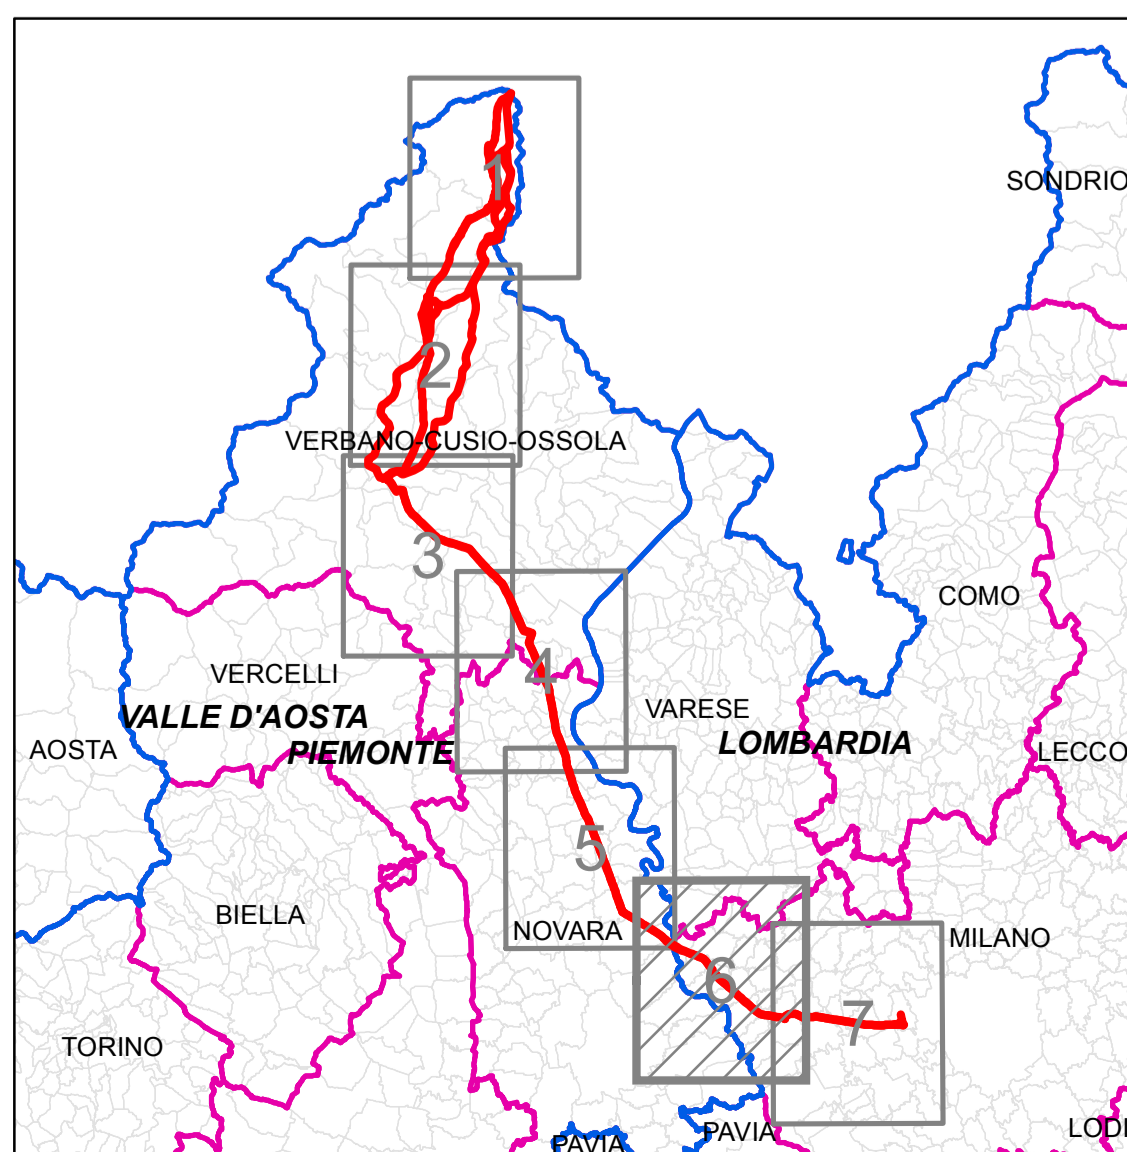 1
SONDRIO
2
VERBANO-CUSIO-OSSOLA
3
COMO
4
VERCELLI
VARESE
VALLE D'AOSTA
AOSTA
PIEMONTE
LOMBARDIA
LECCO
5
BIELLA
NOVARA
MILANO
6
7
TORINO
PAVIA
PAVIA
LODI